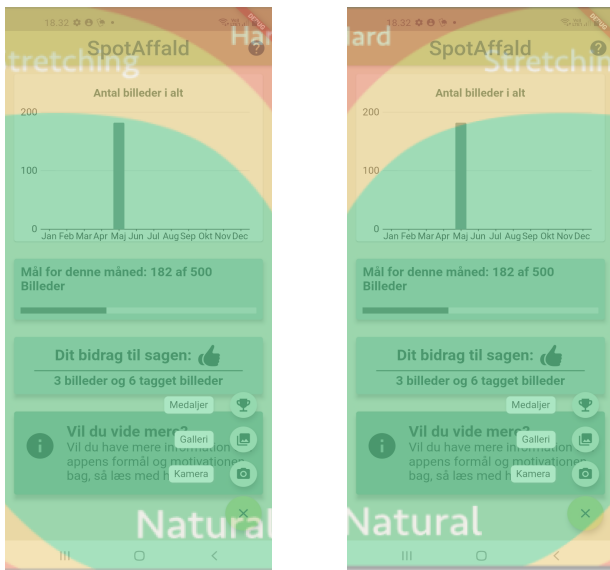 18.32
Har
SpotAffald
?
tretching
Antal billeder i alt
200
100
0
Jan Feb Mar Apr Maj Jun Jul Aug Sep Okt Nov Dec
Mål for denne måned: 182 af 500
Billeder
Dit bidrag til sagen:
3 billeder og 6 tagget billeder
Medaljer
Vil du vide mere?
Galleri
Vil du have mere information
appens formål og motivationen
bag, så læs med h
Kamera
Natural
18.32
ard
SpotAffald
?
Stretchin
Antal billeder i alt
200
100
0
Jan Feb Mar Apr Maj Jun Jul Aug Sep Okt Nov Dec
Mål for denne måned: 182 af 500
Billeder
Dit bidrag til sagen:
3 billeder og 6 tagget billeder
Medaljer
Vil du vide mere?
Galleri
Vil du have mere information
appens formål og motivationen
bag, så læs med h
Kamera
Natural